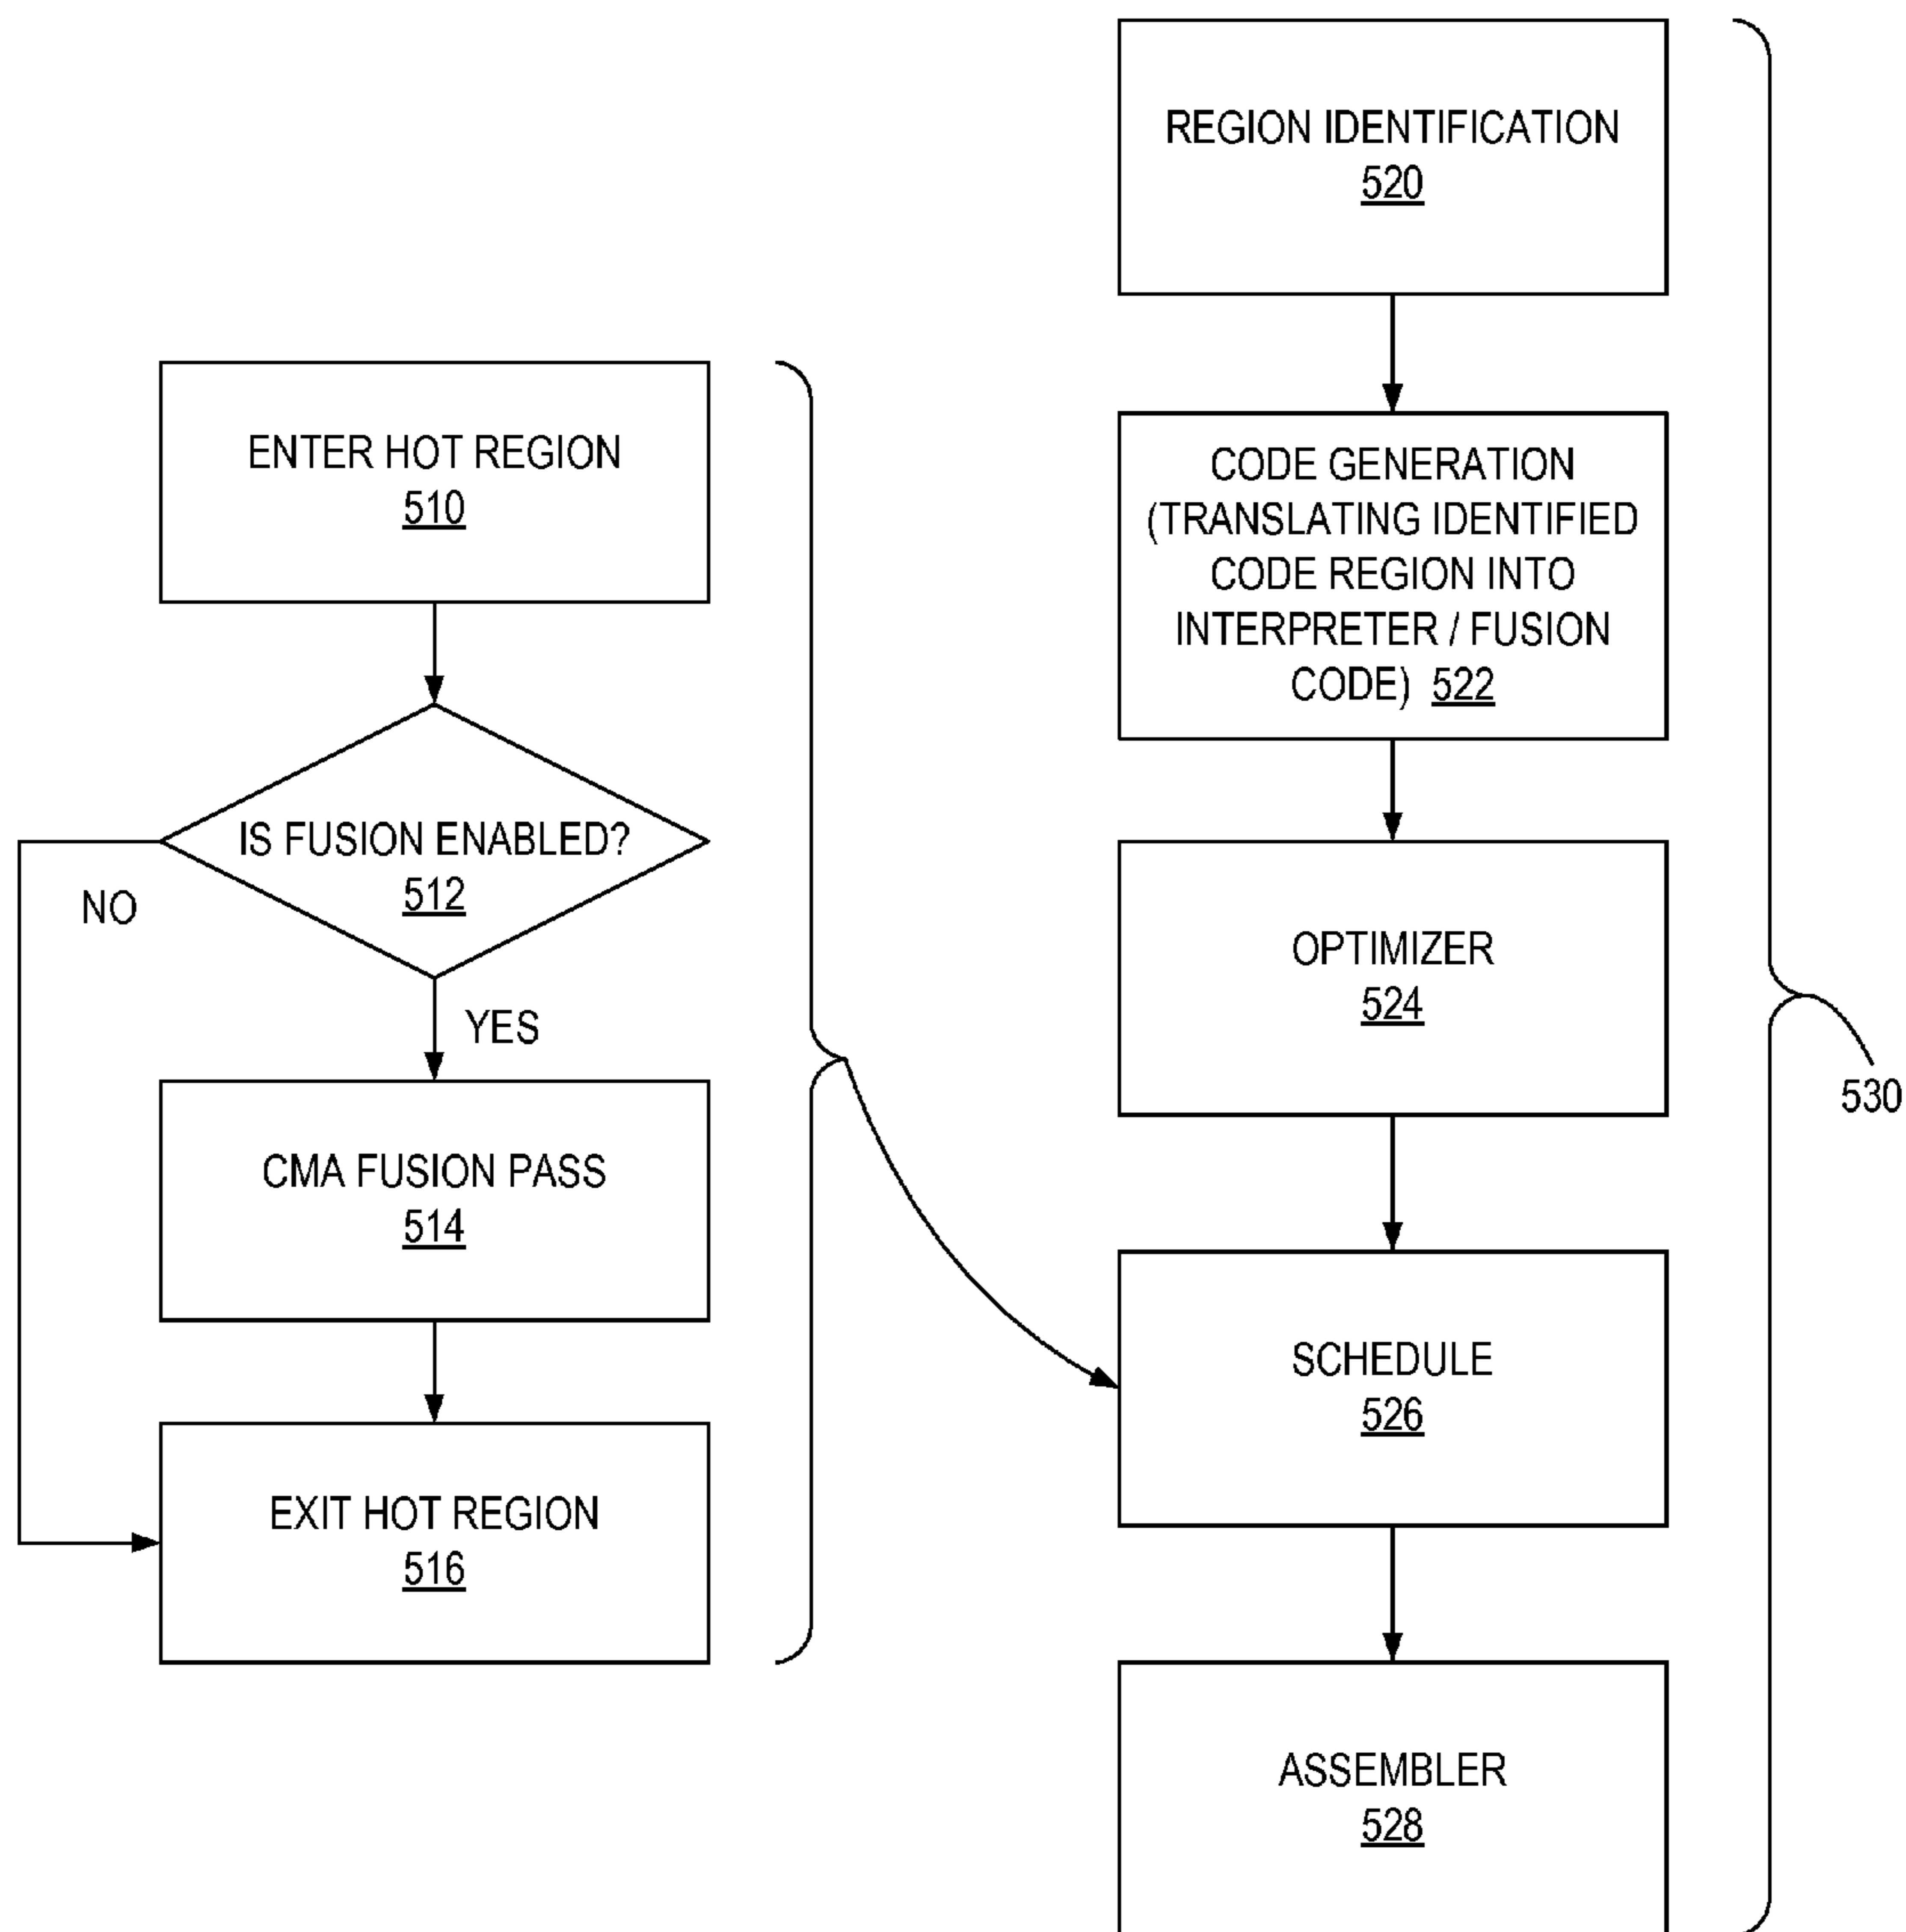 ENTER HOT REGION
510
IS FUSION ENABLED?
512
NO
YES
CMA FUSION PASS
514
EXIT HOT REGION
516
REGION IDENTIFICATION
520
CODE GENERATION
(TRANSLATING IDENTIFIED
CODE REGION INTO
INTERPRETER / FUSION
CODE) 522
OPTIMIZER
524
SCHEDULE
526
ASSEMBLER
528
530